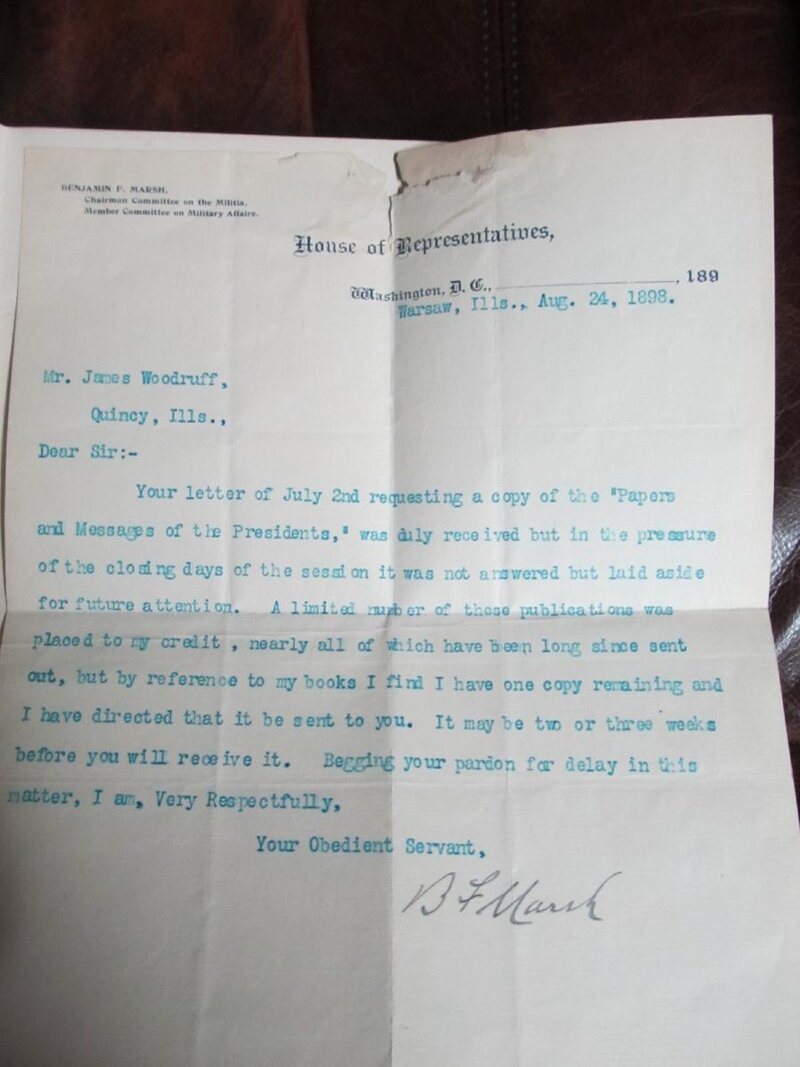 BENJAMIN F. MARSH.
Chairman Committee on the Militia.
Member Committee on Military Affairs.
House of Representatives,
Washington, D. C., , 189
Warsaw, Ills., Aug. 24, 1898.
Mr. James Woodruff,
Quincy, Ills.,
Dear Sir:-
Your letter of July 2nd requesting a copy of the "Papers
and Messages of the Presidents," was duly received but in the pressure
of the closing days of the session it was not answered but laid aside
for future attention. A limited number of these publications was
placed to my credit , nearly all of which have been long since sent
out, but by reference to my books I find I have one copy remaining and
I have directed that it be sent to you. It may be two or three weeks
before you will receive it. Begging your pardon for delay in this
matter, I am, Very Respectfully,
Your Obedient Servant,
B F Marsh